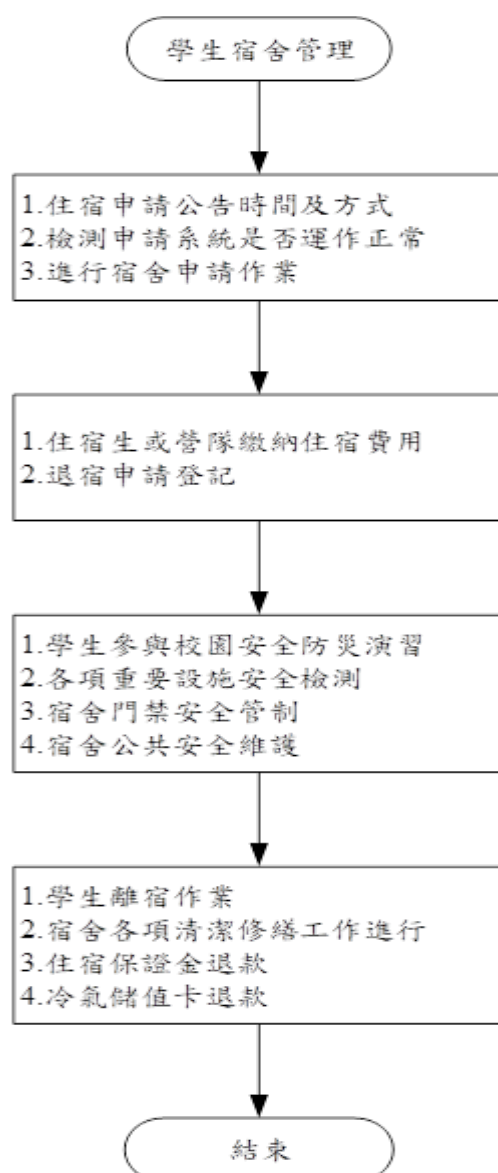 學生宿舍管理
1.住宿申請公告時間及方式
2.檢測申請系統是否運作正常
3.進行宿舍申請作業
1.住宿生或營隊繳納住宿費用
2.退宿申請登記
1.學生參與校園安全防災演習
2.各項重要設施安全檢測
3.宿舍門禁安全管制
4.宿舍公共安全維護
1.學生離宿作業
2.宿舍各項清潔修繕工作進行
3.住宿保證金退款
4.冷氣儲值卡退款
結束